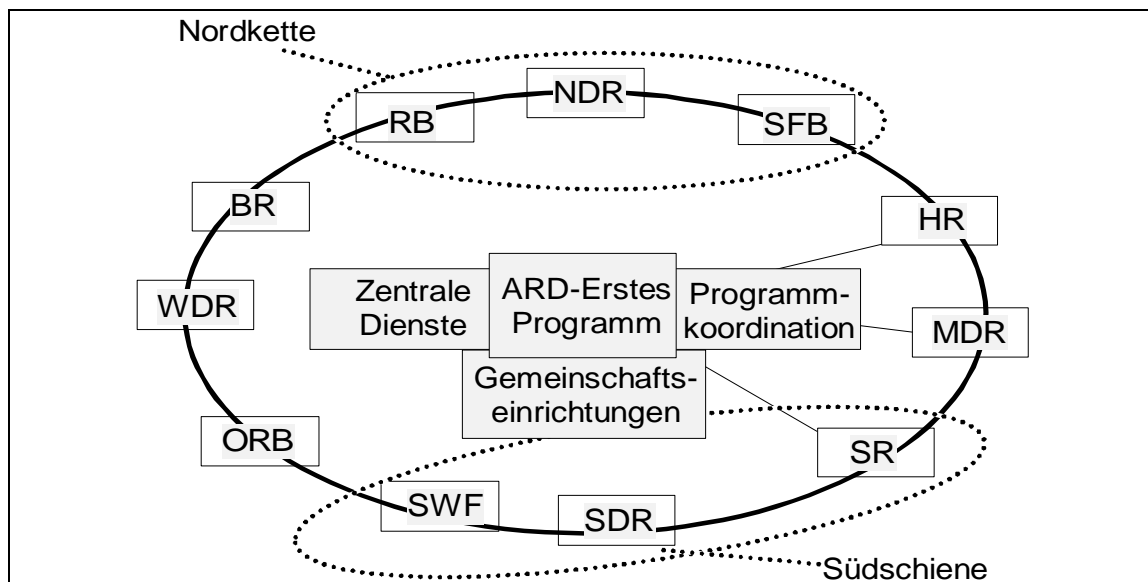 Nordkette
NDR
RB
SFB
BR
HR
Zentrale
Dienste
ARD-Erstes
Programm
Programm-
koordination
WDR
MDR
Gemeinschafts-
einrichtungen
ORB
SR
SWF
SDR
Südschiene